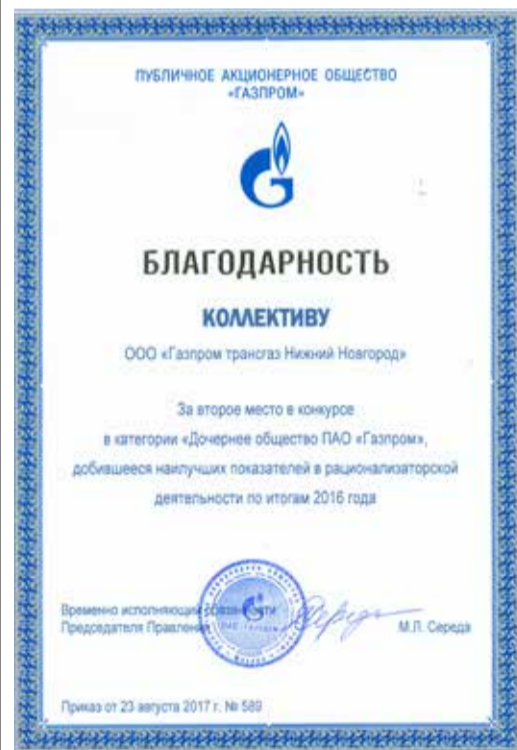 ПУБЛИЧНОЕ АКЦИОНЕРНОЕ ОБЩЕСТВО
«ГАЗПРОМ»
БЛАГОДАРНОСТЬ
КОЛЛЕКТИВУ
ООО «Газпром трансгаз Нижний Новгород»
За второе место в конкурсе
в категории «Дочернее общество ПАО «Газпром»,
добившееся наилучших показателей в рационализаторской
деятельности по итогам 2016 года
Временно исполняющий обязанности
Председателя Правления
М.Л. Середа
Приказ от 23 августа 2017 г. № 589